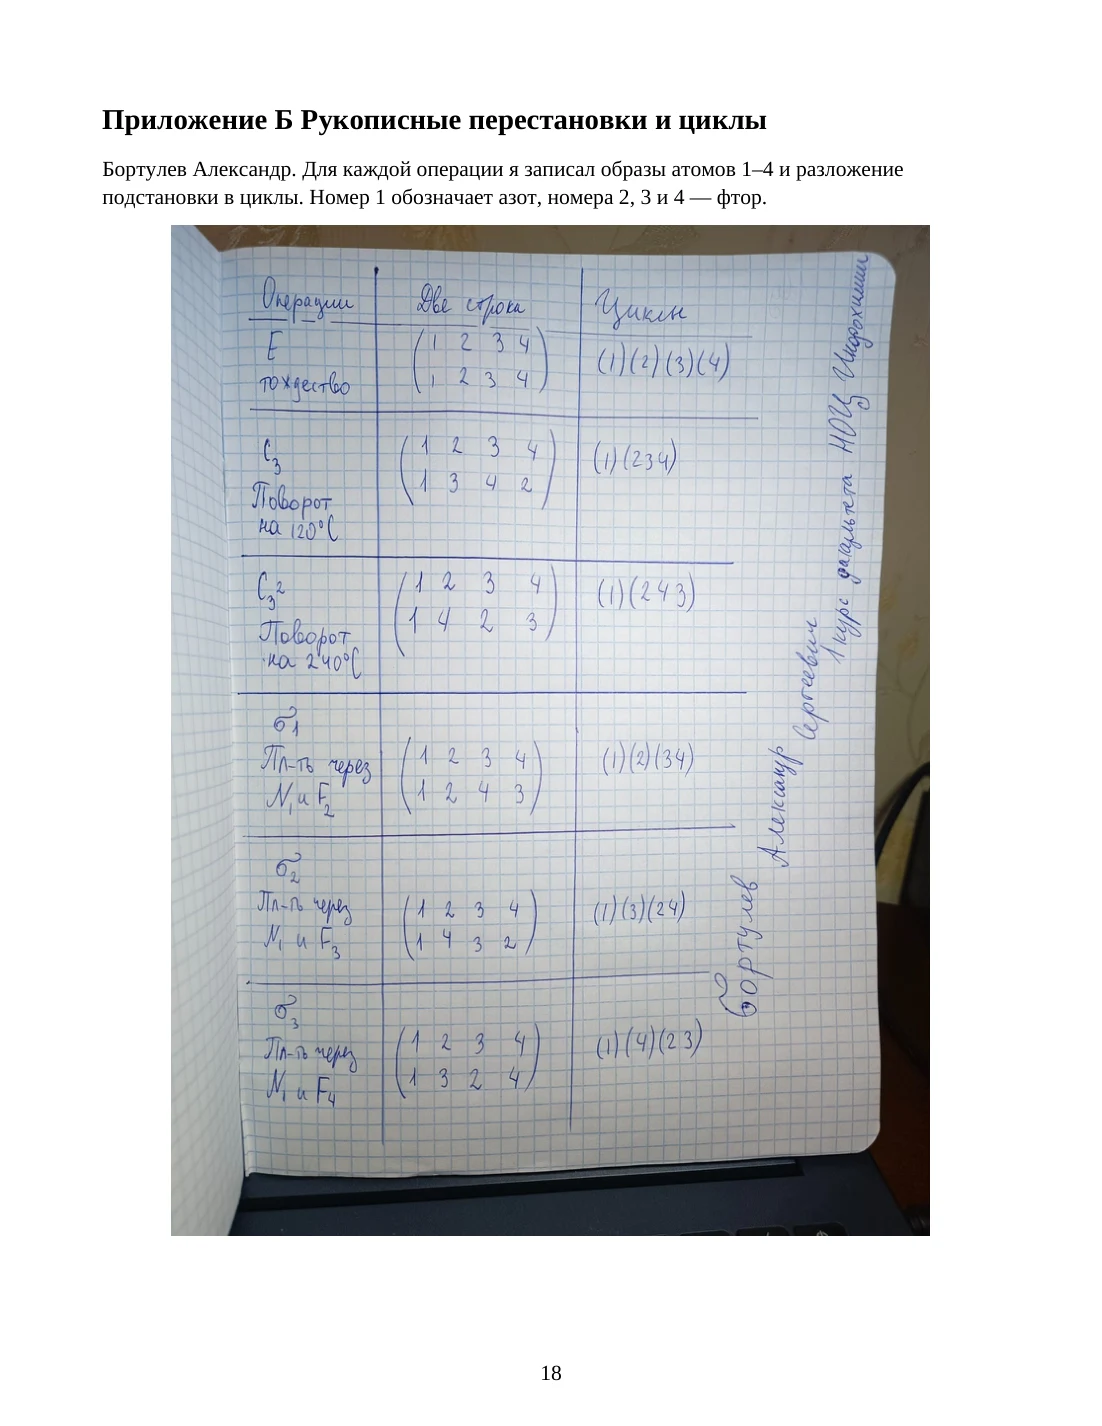 Приложение Б Рукописные перестановки и циклы
Бортулев Александр. Для каждой операции я записал образы атомов 1–4 и разложение
подстановки в циклы. Номер 1 обозначает азот, номера 2, 3 и 4 — фтор.
Операции
Две строка
Циклы
E
тождество
(1 2 3 4)
(1 2 3 4)
(1)(2)(3)(4)
C₃
Поворот
на 120°C
(1 2 3 4)
(1 3 4 2)
(1)(234)
C₃²
Поворот
на 240°C
(1 2 3 4)
(1 4 2 3)
(1)(243)
σ1
Пл-ть через
N₁ и F₂
(1 2 3 4)
(1 2 4 3)
(1)(2)(34)
σ2
Пл-ть через
N₁ и F₃
(1 2 3 4)
(1 4 3 2)
(1)(3)(24)
σ₃
Пл-ть через
N₁ и F₄
(1 2 3 4)
(1 3 2 4)
(1)(4)(23)
Бортулев Александр Сергеевич
1 курс факультета НОЦ Инфохимии
18